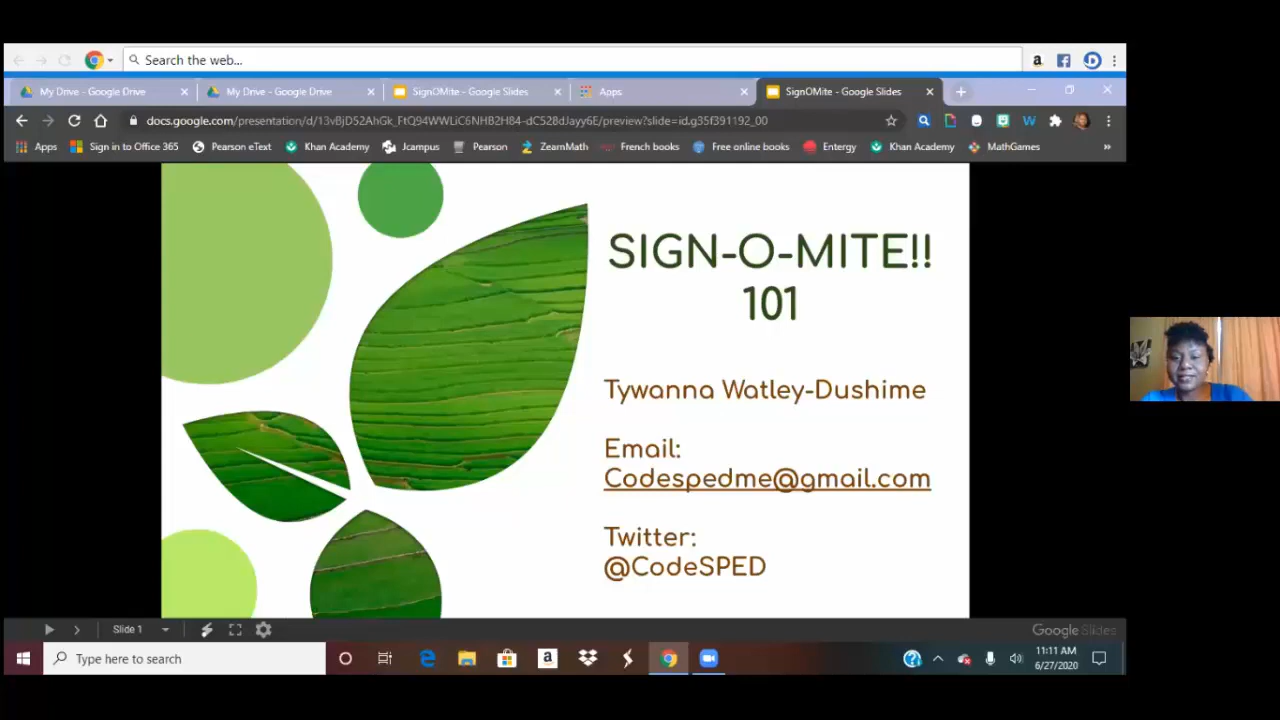 Search the web...
My Drive - Google Drive
My Drive - Google Drive
SignOMite - Google Slides
Apps
SignOMite - Google Slides
docs.google.com/presentation/d/13vBjD52AhGk_FtQ94WWLiC6NHB2H84-dC528dJayy6E/preview?slide=id.g35f391192_00
Apps
Sign in to Office 365
Pearson eText
Khan Academy
Jcampus
Pearson
ZearnMath
French books
Free online books
Entergy
Khan Academy
MathGames
SIGN-O-MITE!!
101
Tywanna Watley-Dushime
Email:
Codespedme@gmail.com
Twitter:
@CodeSPED
Slide 1
Google Slides
Type here to search
11:11 AM
6/27/2020